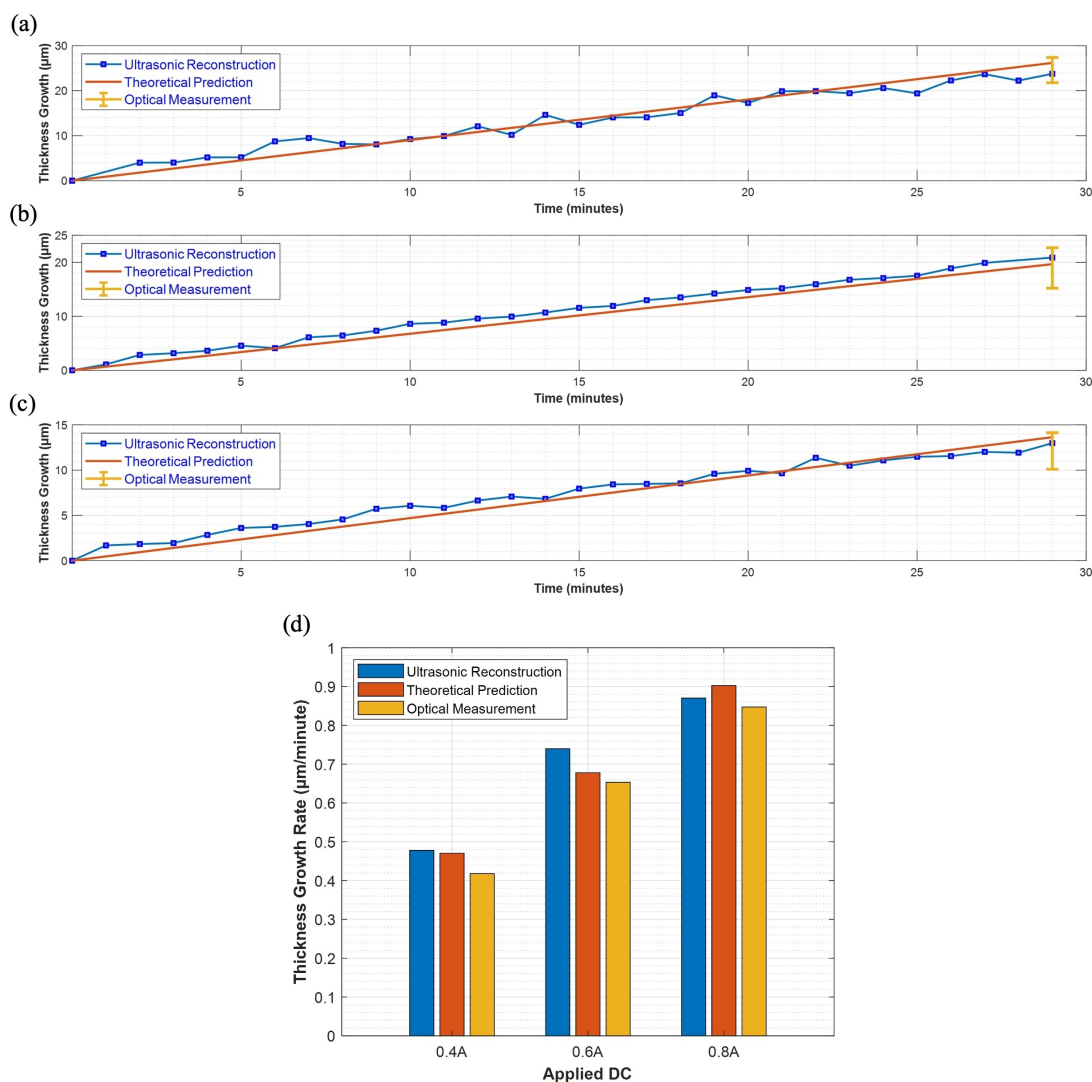 (a)
Thickness Growth (μm)
30
20
10
0
Ultrasonic Reconstruction
Theoretical Prediction
Optical Measurement
5
10
15
20
25
30
Time (minutes)
(b)
Thickness Growth (μm)
25
20
10
0
Ultrasonic Reconstruction
Theoretical Prediction
Optical Measurement
5
10
15
20
25
30
Time (minutes)
(c)
Thickness Growth (μm)
15
10
5
0
Ultrasonic Reconstruction
Theoretical Prediction
Optical Measurement
5
10
15
20
25
30
Time (minutes)
(d)
Thickness Growth Rate (μm/minute)
1
0.9
0.8
0.7
0.6
0.5
0.4
0.3
0.2
0.1
0
Ultrasonic Reconstruction
Theoretical Prediction
Optical Measurement
0.4A
0.6A
0.8A
Applied DC